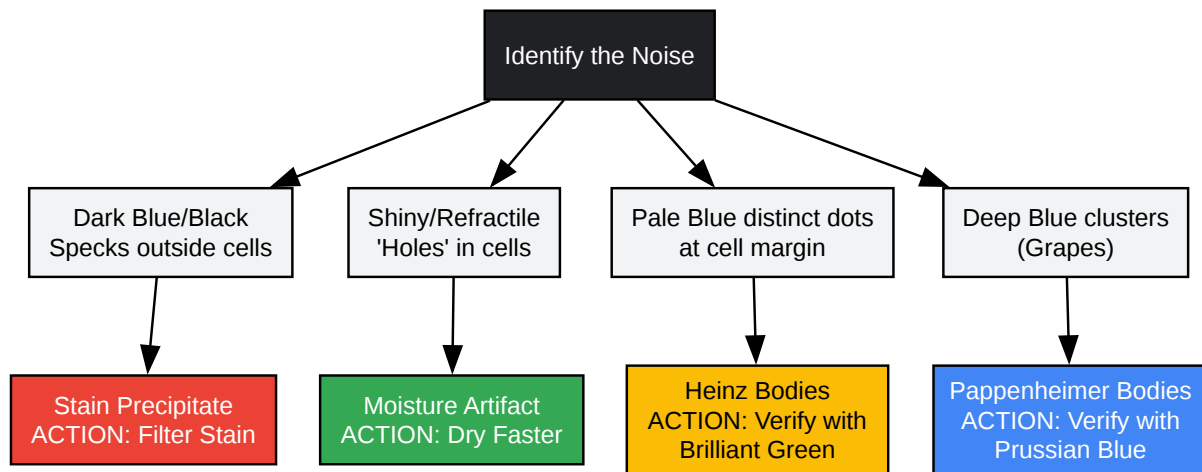 Identify the Noise
Dark Blue/Black
Specks outside cells
Shiny/Refractile
'Holes' in cells
Pale Blue distinct dots
at cell margin
Deep Blue clusters
(Grapes)
Stain Precipitate
ACTION: Filter Stain
Moisture Artifact
ACTION: Dry Faster
Heinz Bodies
ACTION: Verify with
Brilliant Green
Pappenheimer Bodies
ACTION: Verify with
Prussian Blue